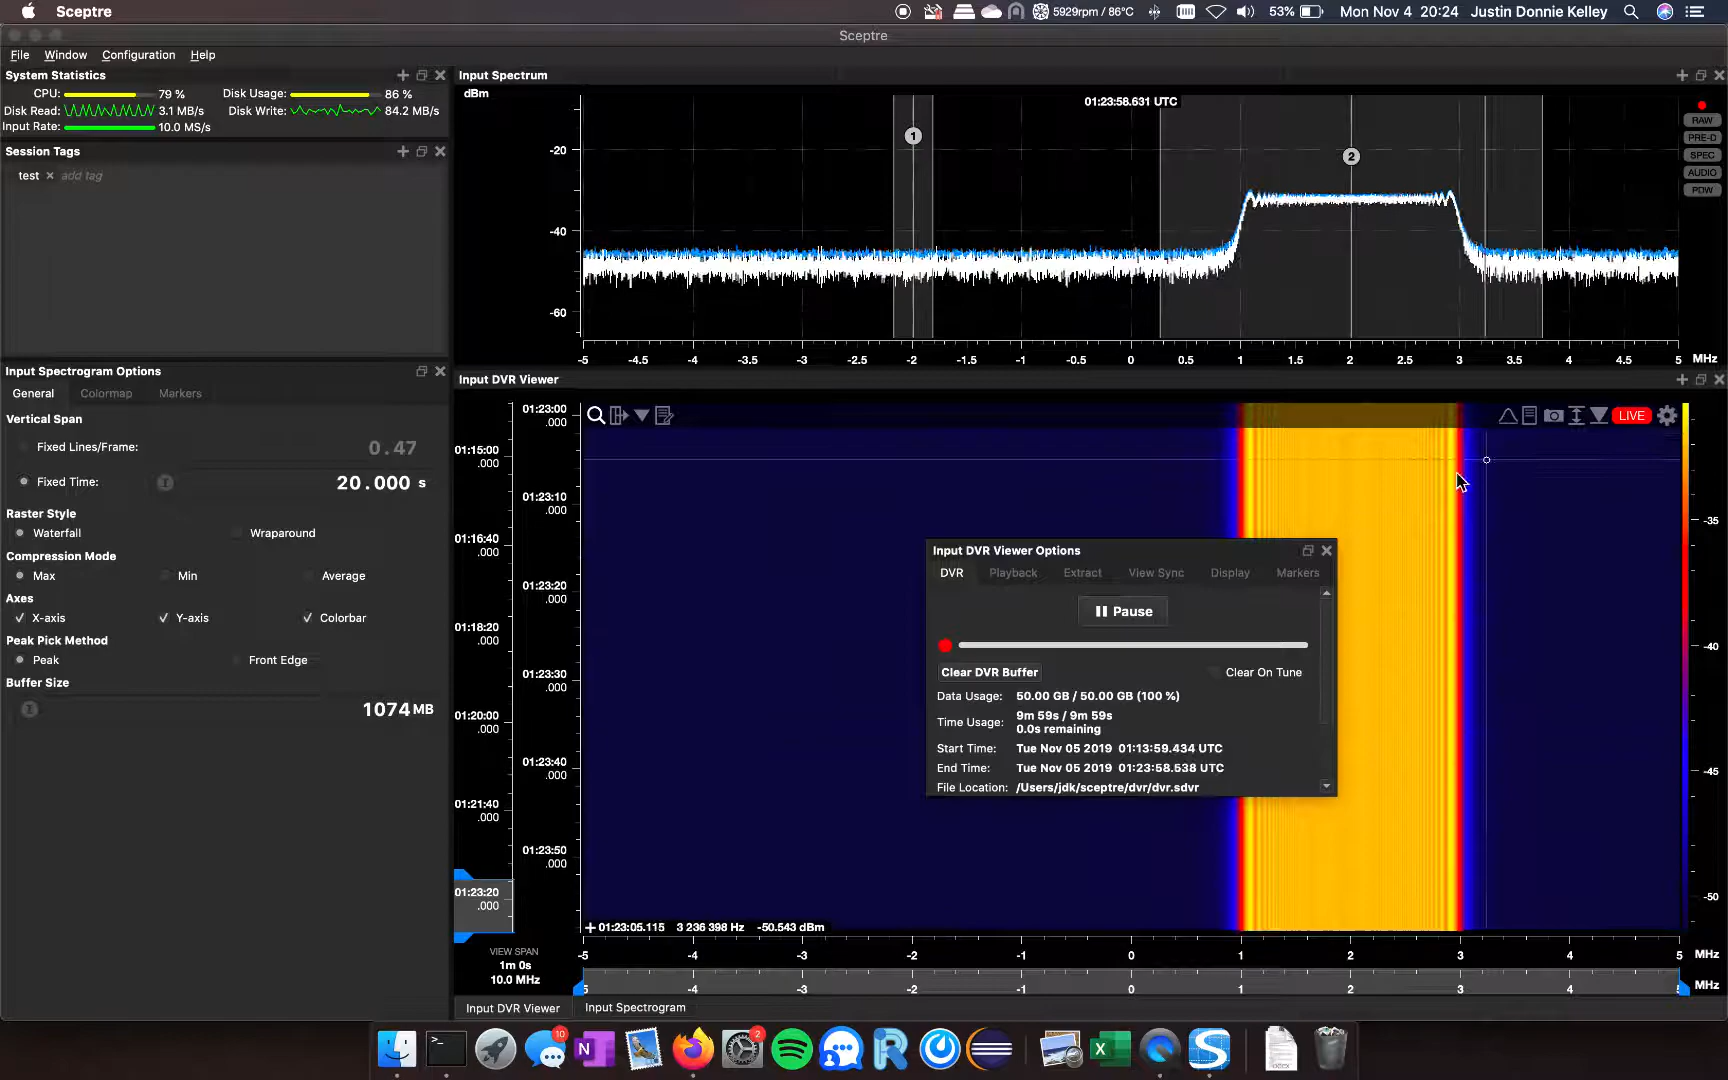 Sceptre
5929rpm / 86°C
53%
Mon Nov 4 20:24
Justin Donnie Kelley
Sceptre
File Window Configuration Help
System Statistics
CPU: 79 % Disk Usage: 86 %
Disk Read: 3.1 MB/s Disk Write: 84.2 MB/s
Input Rate: 10.0 MS/s
Session Tags
test × add tag
Input Spectrogram Options
General Colormap Markers
Vertical Span
Fixed Lines/Frame: 0.47
Fixed Time: 20.000 s
Raster Style
Waterfall Wraparound
Compression Mode
Max Min Average
Axes
X-axis Y-axis Colorbar
Peak Pick Method
Peak Front Edge
Buffer Size
1074 MB
Input Spectrum
dBm
01:23:58.631 UTC
1
2
-20
-40
-60
-5 -4.5 -4 -3.5 -3 -2.5 -2 -1.5 -1 -0.5 0 0.5 1 1.5 2 2.5 3 3.5 4 4.5 5 MHz
RAW
PRE-D
SPEC
AUDIO
PDW
Input DVR Viewer
LIVE
01:15:00
.000
01:16:40
.000
01:18:20
.000
01:20:00
.000
01:21:40
.000
01:23:20
.000
01:23:00
.000
01:23:10
.000
01:23:20
.000
01:23:30
.000
01:23:40
.000
01:23:50
.000
-35
-40
-45
-50
Input DVR Viewer Options
DVR Playback Extract View Sync Display Markers
Pause
Clear DVR Buffer Clear On Tune
Data Usage: 50.00 GB / 50.00 GB (100 %)
Time Usage: 9m 59s / 9m 59s
0.0s remaining
Start Time: Tue Nov 05 2019 01:13:59.434 UTC
End Time: Tue Nov 05 2019 01:23:58.538 UTC
File Location: /Users/jdk/sceptre/dvr/dvr.sdvr
01:23:05.115 3 236 398 Hz -50.543 dBm
VIEW SPAN
1m 0s
10.0 MHz
-5 -4 -3 -2 -1 0 1 2 3 4 5 MHz
5 -4 -3 -2 -1 0 1 2 3 4 5 MHz
Input DVR Viewer Input Spectrogram
10
N
2
R
X
S